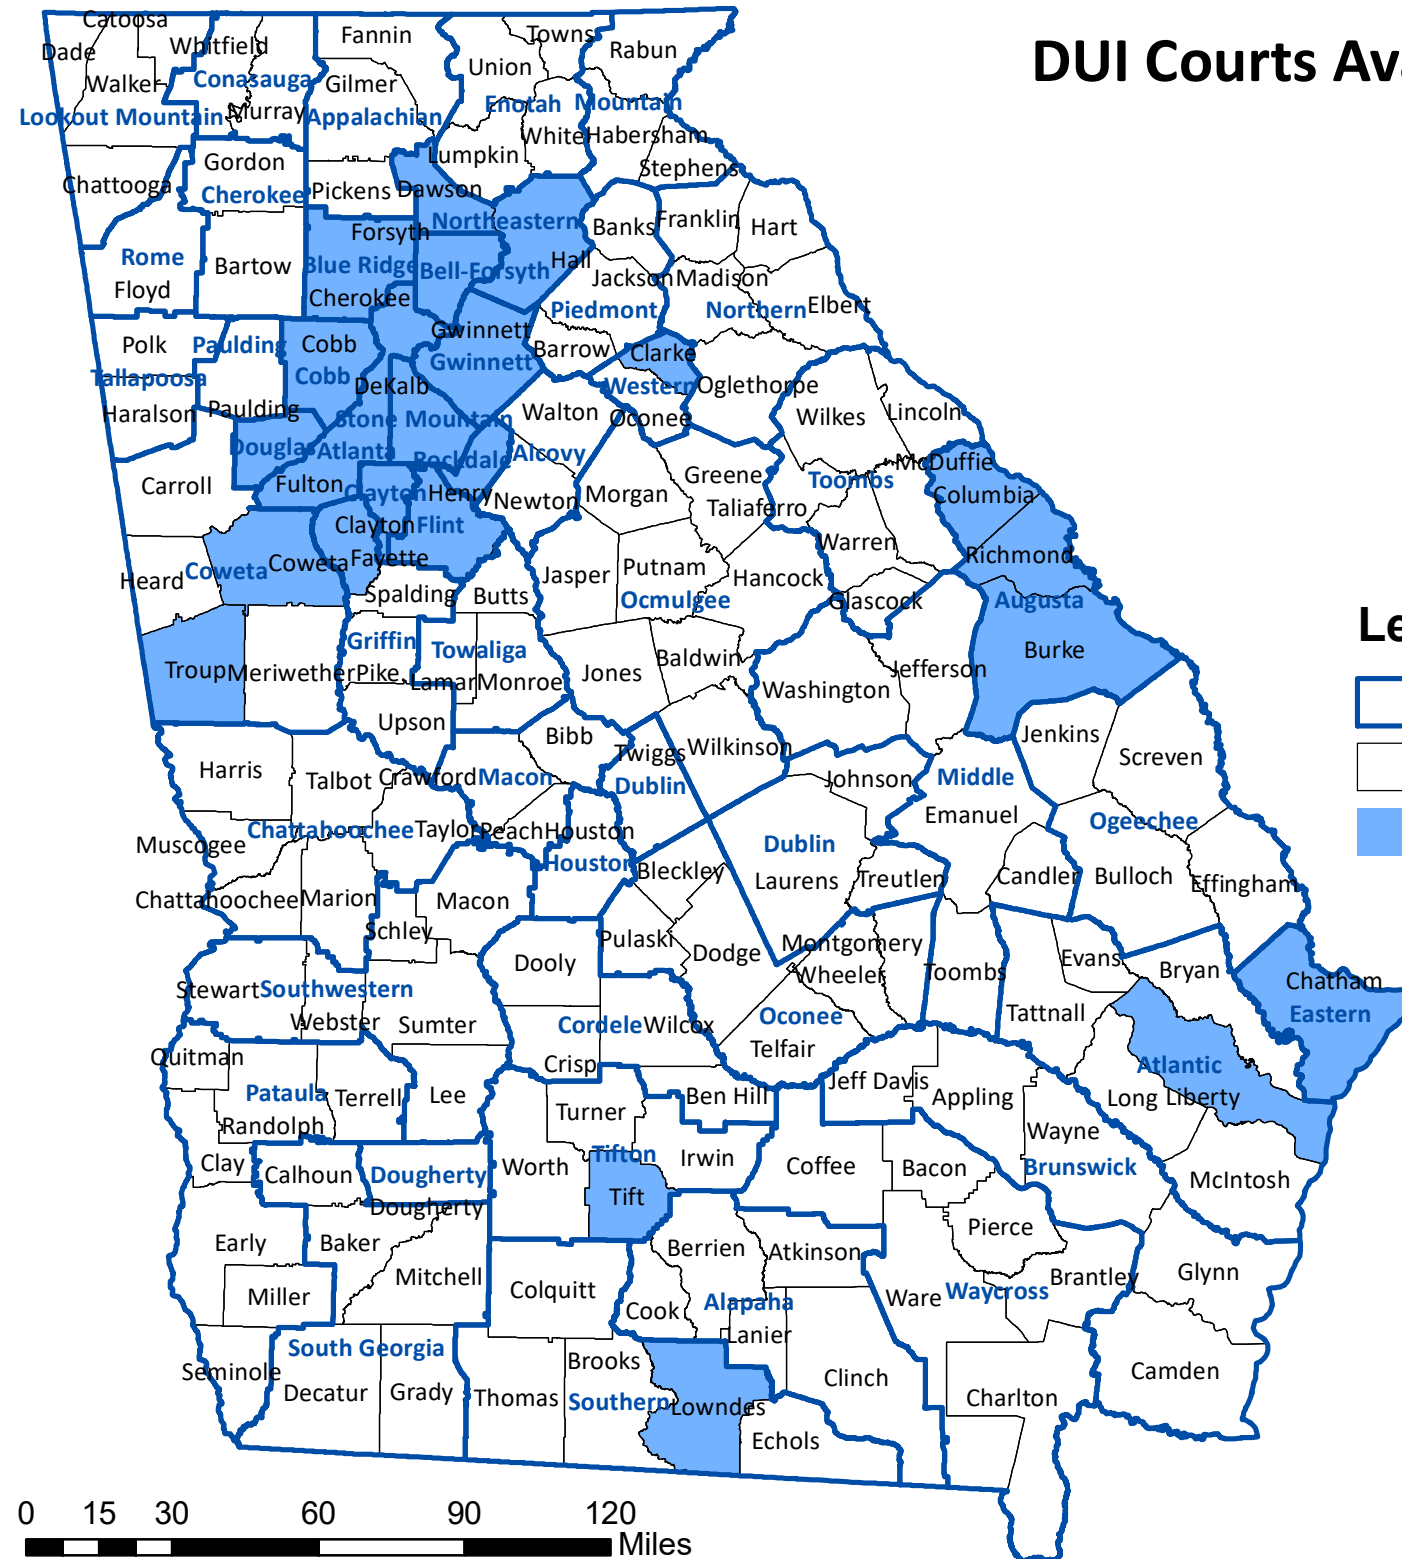 DUI Courts Ava
Catoosa
Dade
Whitfield
Fannin
Towns
Rabun
Walker
Conasauga
Gilmer
Union
Lookout Mountain
Murray
Appalachian
Enotah
Mountain
White
Habersham
Lumpkin
Stephens
Gordon
Chattooga
Cherokee
Pickens
Dawson
Northeastern
Banks
Franklin
Hart
Forsyth
Rome
Bartow
Blue Ridge
Bell-Forsyth
Hall
Jackson
Madison
Floyd
Cherokee
Piedmont
Northern
Elbert
Polk
Paulding
Cobb
Gwinnett
Barrow
Clarke
Tallapoosa
Cobb
DeKalb
Gwinnett
Western
Oglethorpe
Haralson
Paulding
Stone Mountain
Walton
Oconee
Wilkes
Lincoln
Douglas
Atlanta
Rockdale
Alcovy
McDuffie
Carroll
Fulton
Clayton
Henry
Newton
Morgan
Greene
Toombs
Columbia
Taliaferro
Clayton
Flint
Warren
Richmond
Heard
Coweta
Coweta
Fayette
Jasper
Putnam
Hancock
Spalding
Butts
Ocmulgee
Glascock
Augusta
Le
Griffin
Towaliga
Baldwin
Burke
Troup
Meriwether
Pike
Lamar
Monroe
Jones
Washington
Jefferson
Upson
Bibb
Twiggs
Wilkinson
Jenkins
Harris
Talbot
Crawford
Macon
Dublin
Johnson
Middle
Screven
Chattahoochee
Taylor
Peach
Houston
Emanuel
Ogeechee
Muscogee
Houston
Bleckley
Dublin
Laurens
Treutlen
Candler
Bulloch
Effingham
Chattahoochee
Marion
Macon
Schley
Pulaski
Dodge
Montgomery
Dooly
Wheeler
Toombs
Evans
Bryan
Chatham
Stewart
Southwestern
Webster
Sumter
Cordele
Wilcox
Oconee
Tattnall
Eastern
Quitman
Crisp
Telfair
Atlantic
Pataula
Terrell
Lee
Turner
Ben Hill
Jeff Davis
Appling
Long
Liberty
Randolph
Wayne
Clay
Calhoun
Dougherty
Worth
Tifton
Irwin
Coffee
Bacon
Brunswick
McIntosh
Tift
Dougherty
Pierce
Early
Baker
Berrien
Atkinson
Mitchell
Colquitt
Brantley
Glynn
Miller
Cook
Alapaha
Ware
Waycross
Lanier
South Georgia
Brooks
Seminole
Decatur
Grady
Thomas
Southern
Lowndes
Clinch
Charlton
Camden
Echols
0 15 30 60 90 120
Miles